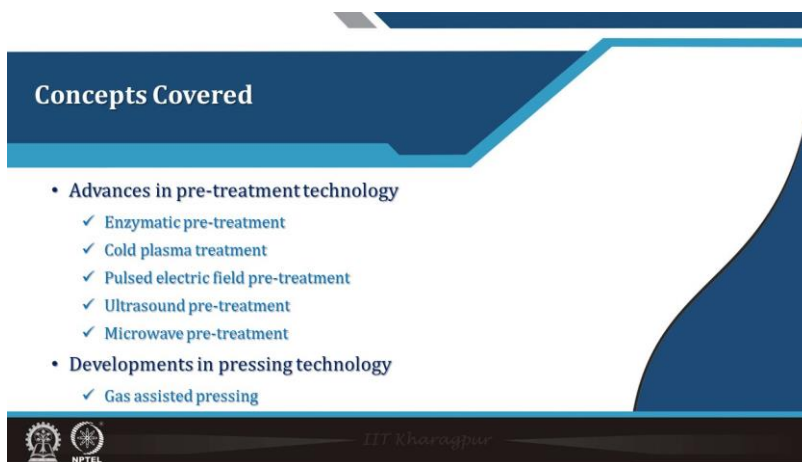 Concepts Covered
• Advances in pre-treatment technology
✓ Enzymatic pre-treatment
✓ Cold plasma treatment
✓ Pulsed electric field pre-treatment
✓ Ultrasound pre-treatment
✓ Microwave pre-treatment
• Developments in pressing technology
✓ Gas assisted pressing
IIT Kharagpur
NPTEL